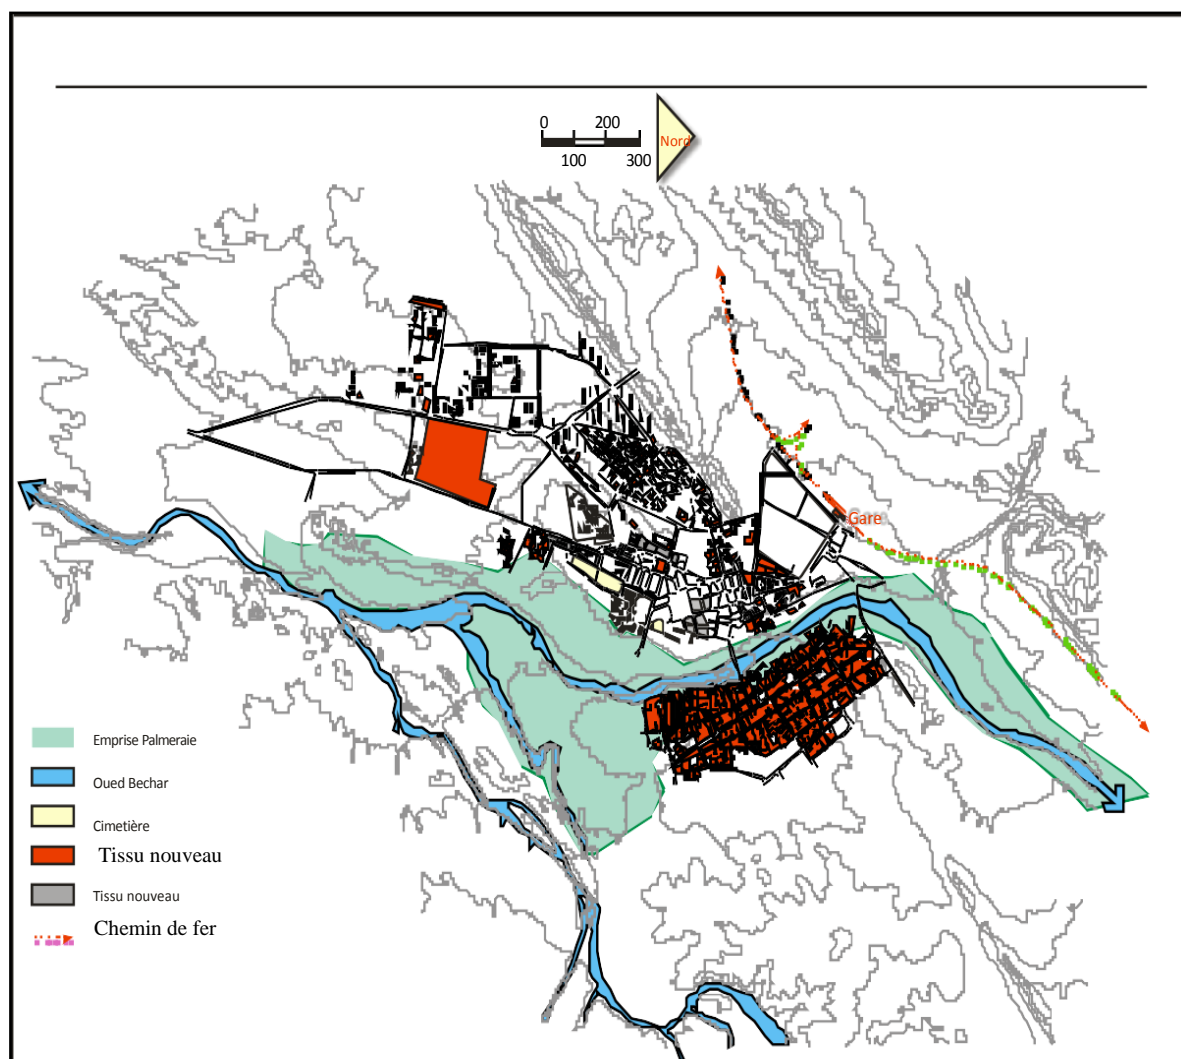 0 200
Nord
100 300
Gare
Emprise Palmeraie
Oued Bechar
Cimetière
Tissu nouveau
Tissu nouveau
Chemin de fer